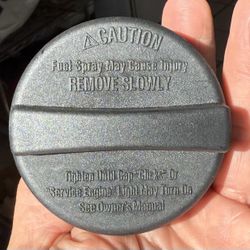 ⚠CAUTION
Fuel Spray May Cause Injury
REMOVE SLOWLY
Tighten Until Cap "Clicks" Or
"Service Engine" Light May Turn On
See Owner's Manual